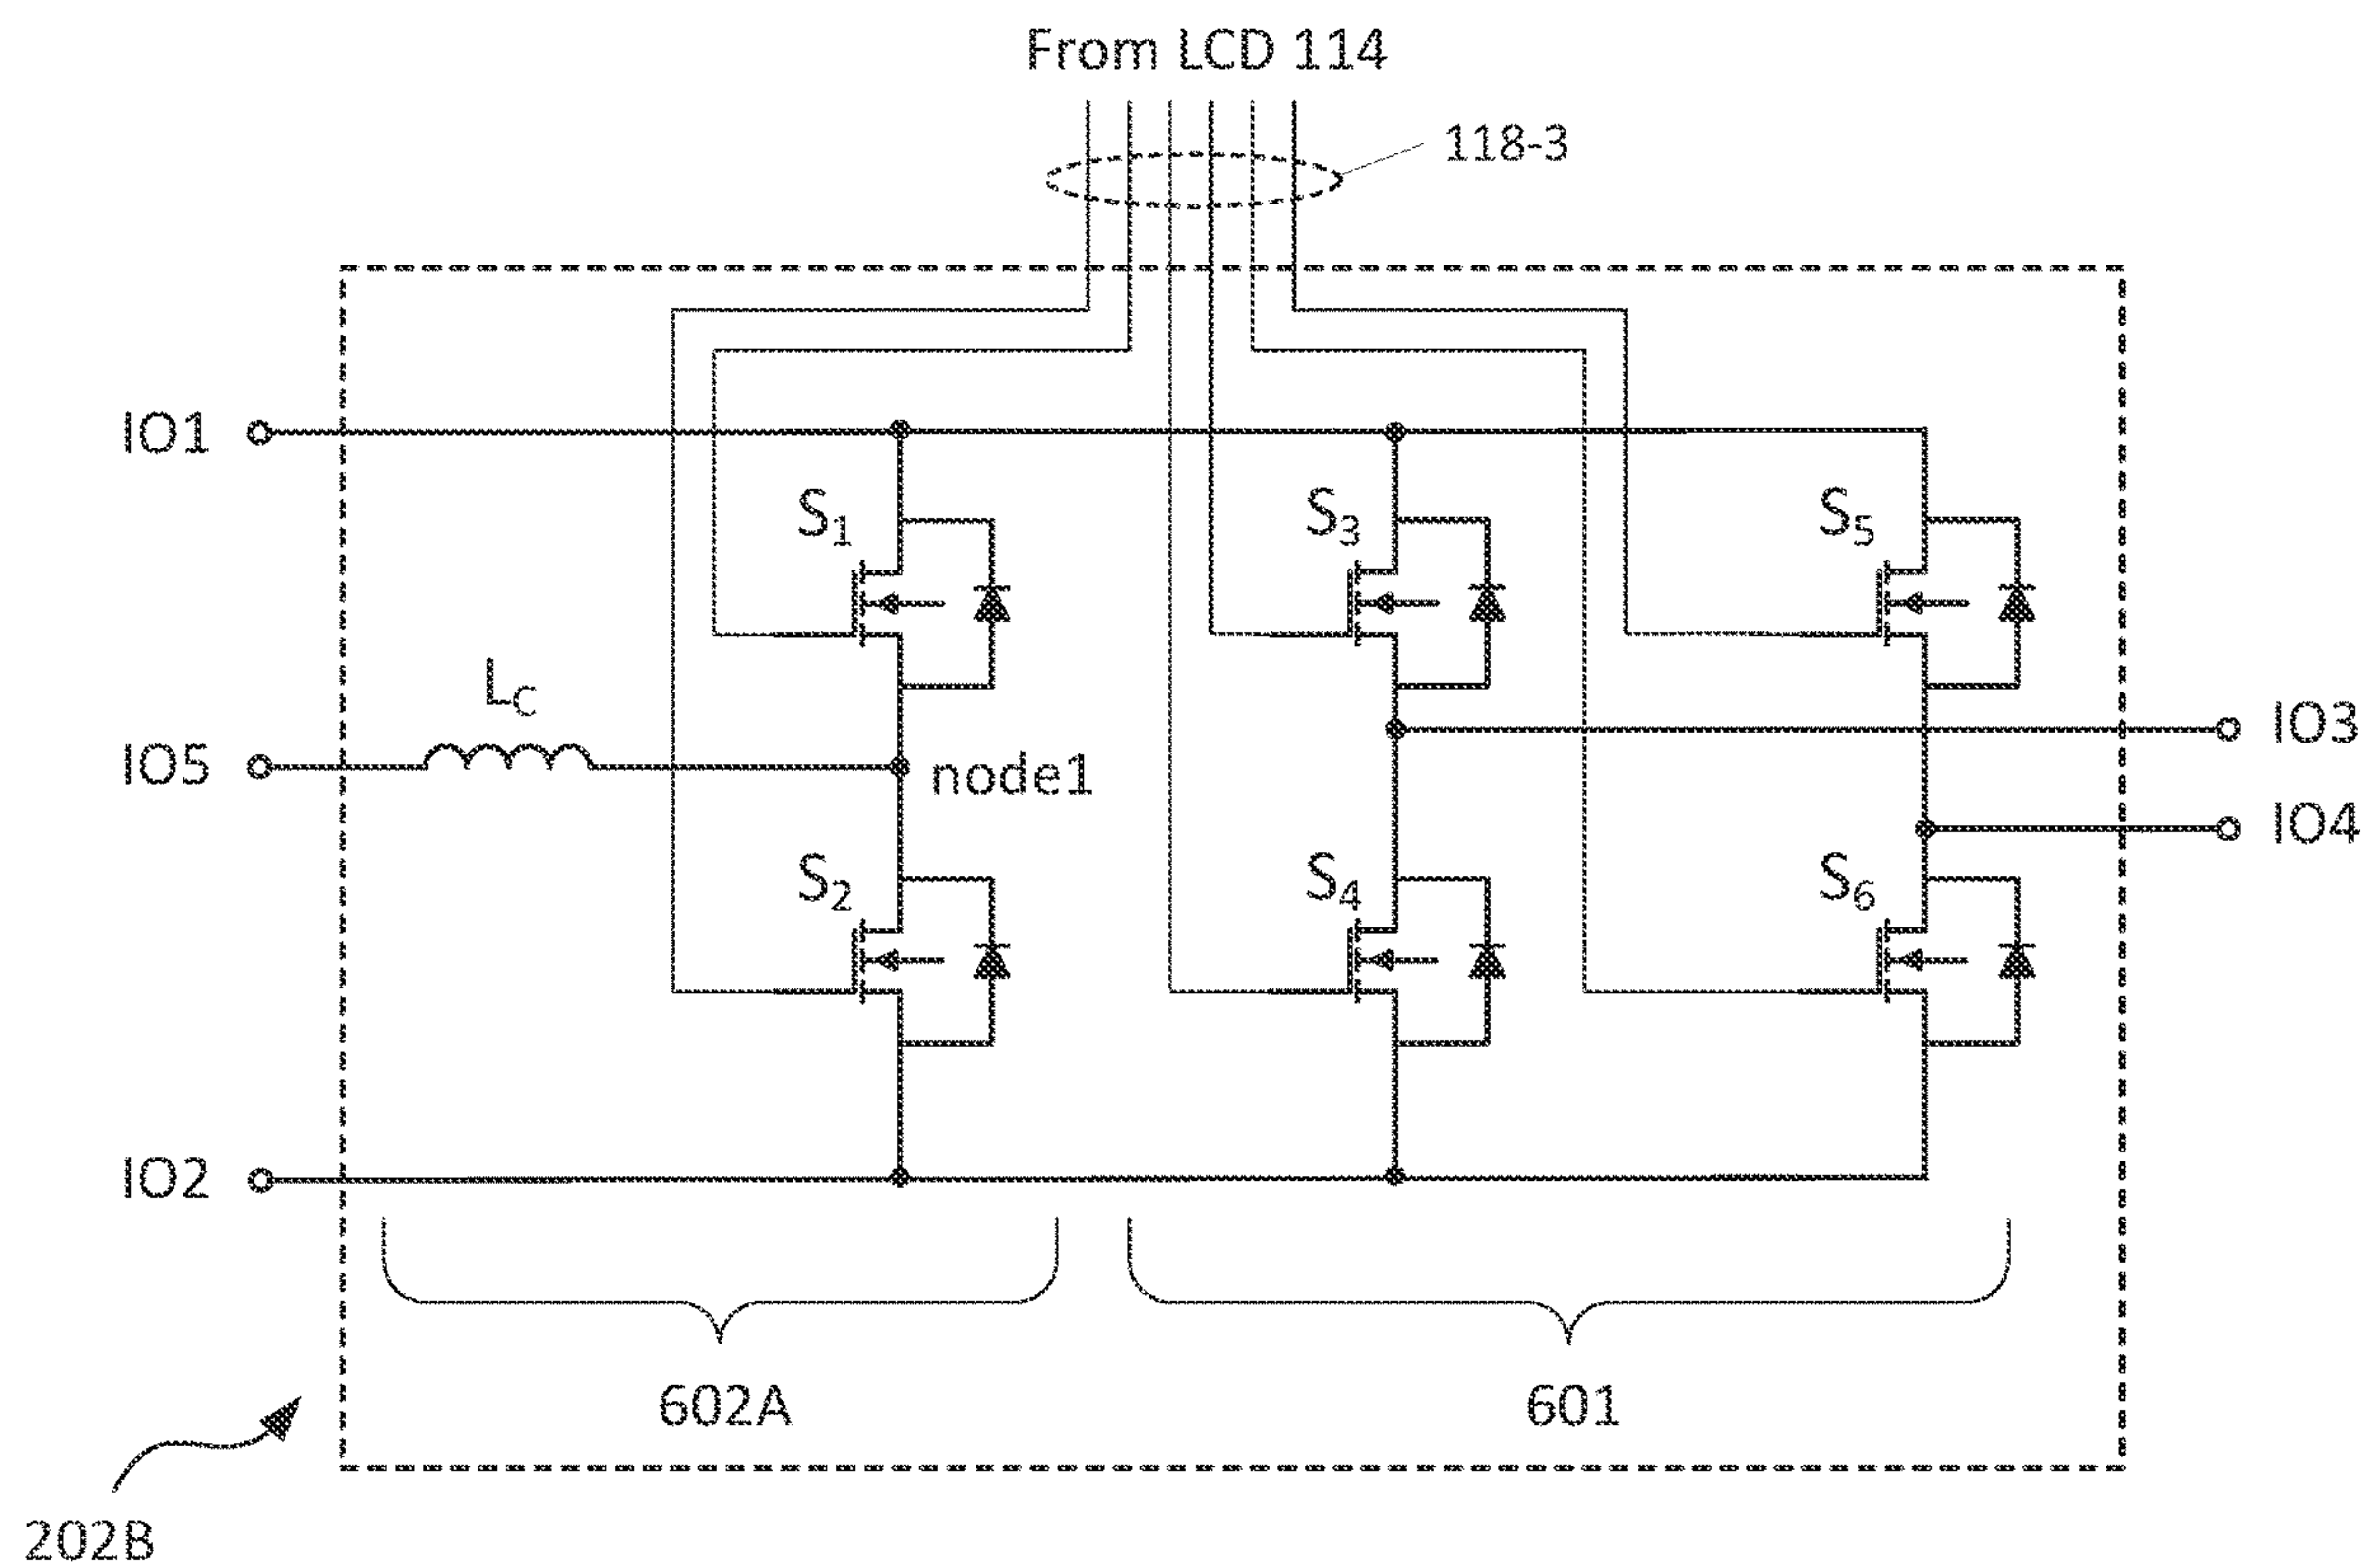 From LCD 114
118-3
IO1
S1
S3
S5
LC
IO3
IO5
node1
IO4
S2
S4
S6
IO2
602A
601
202B